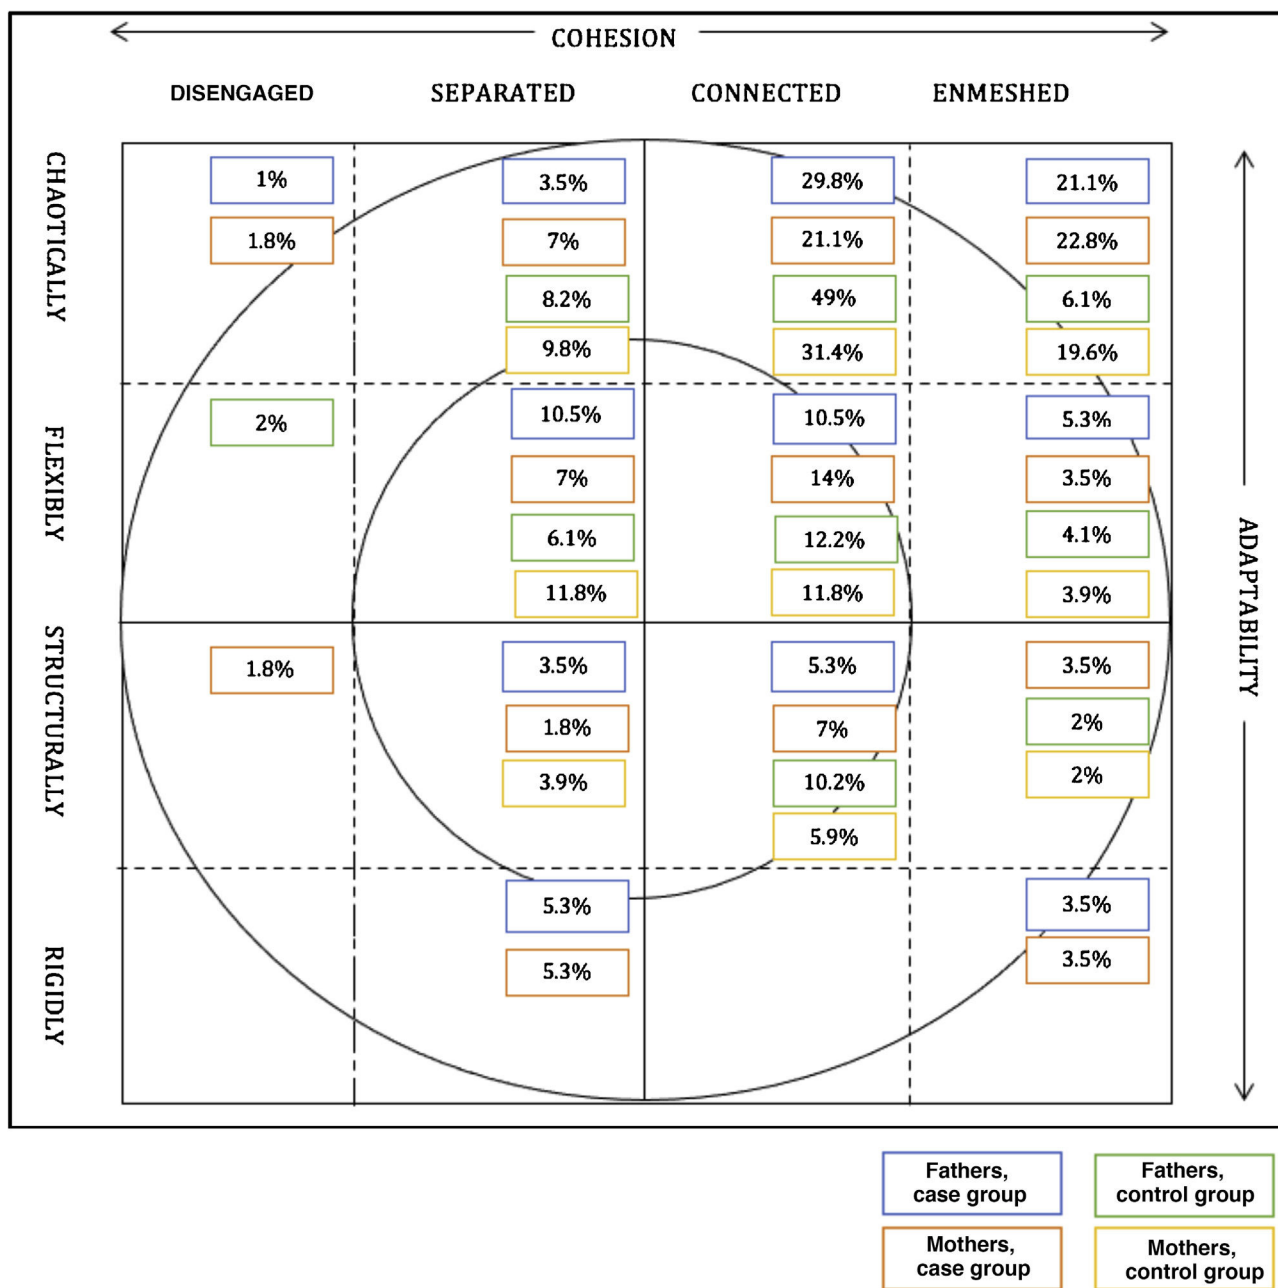 COHESION
DISENGAGED SEPARATED CONNECTED ENMESHED
CHAOTICALLY
1% 3.5% 29.8% 21.1%
1.8% 7% 21.1% 22.8%
8.2% 49% 6.1%
9.8% 31.4% 19.6%
FLEXIBLY
2% 10.5% 10.5% 5.3%
7% 14% 3.5%
6.1% 12.2% 4.1%
11.8% 11.8% 3.9%
ADAPTABILITY
STRUCTURALLY
1.8% 3.5% 5.3% 3.5%
1.8% 7% 2%
3.9% 10.2% 2%
5.9%
RIGIDLY
5.3% 3.5%
5.3% 3.5%
Fathers,
case group
Fathers,
control group
Mothers,
case group
Mothers,
control group